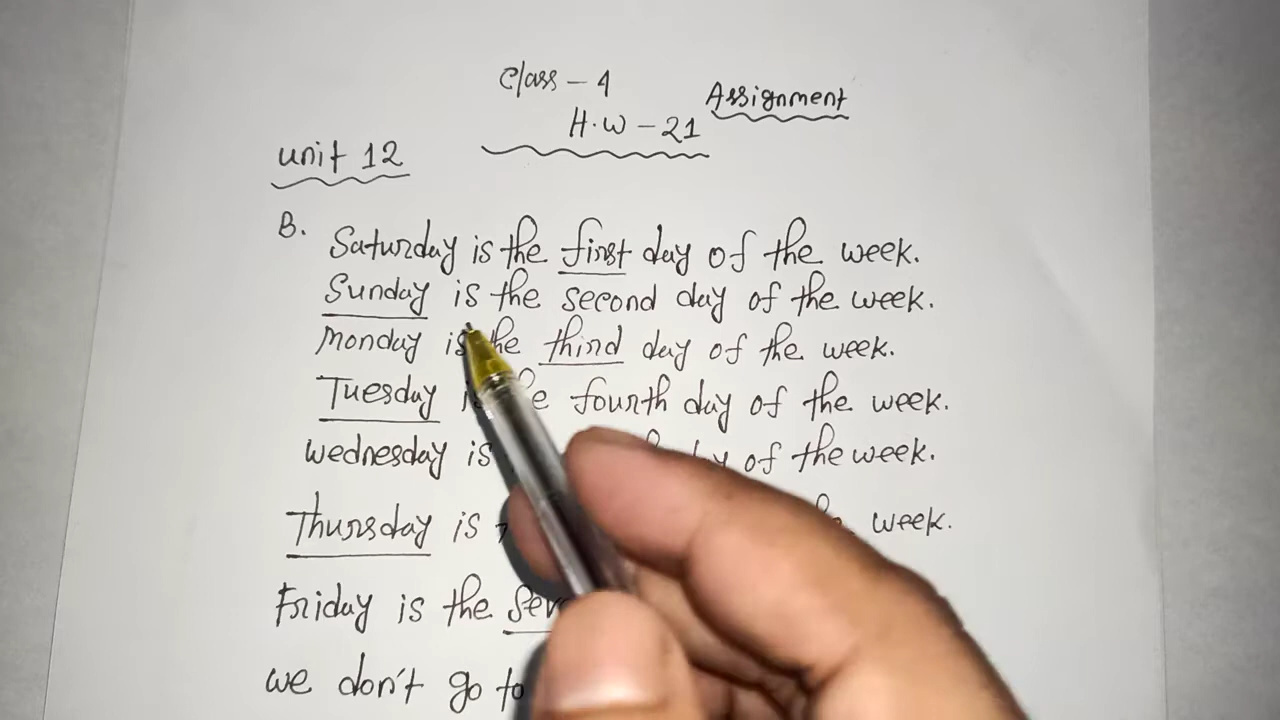 Class - 4
Assignment
H.W - 21
Unit 12
B.
Saturday is the first day of the week.
Sunday is the second day of the week.
Monday is the third day of the week.
Tuesday is the fourth day of the week.
Wednesday is day of the week.
Thursday is week.
Friday is the
We don't go to